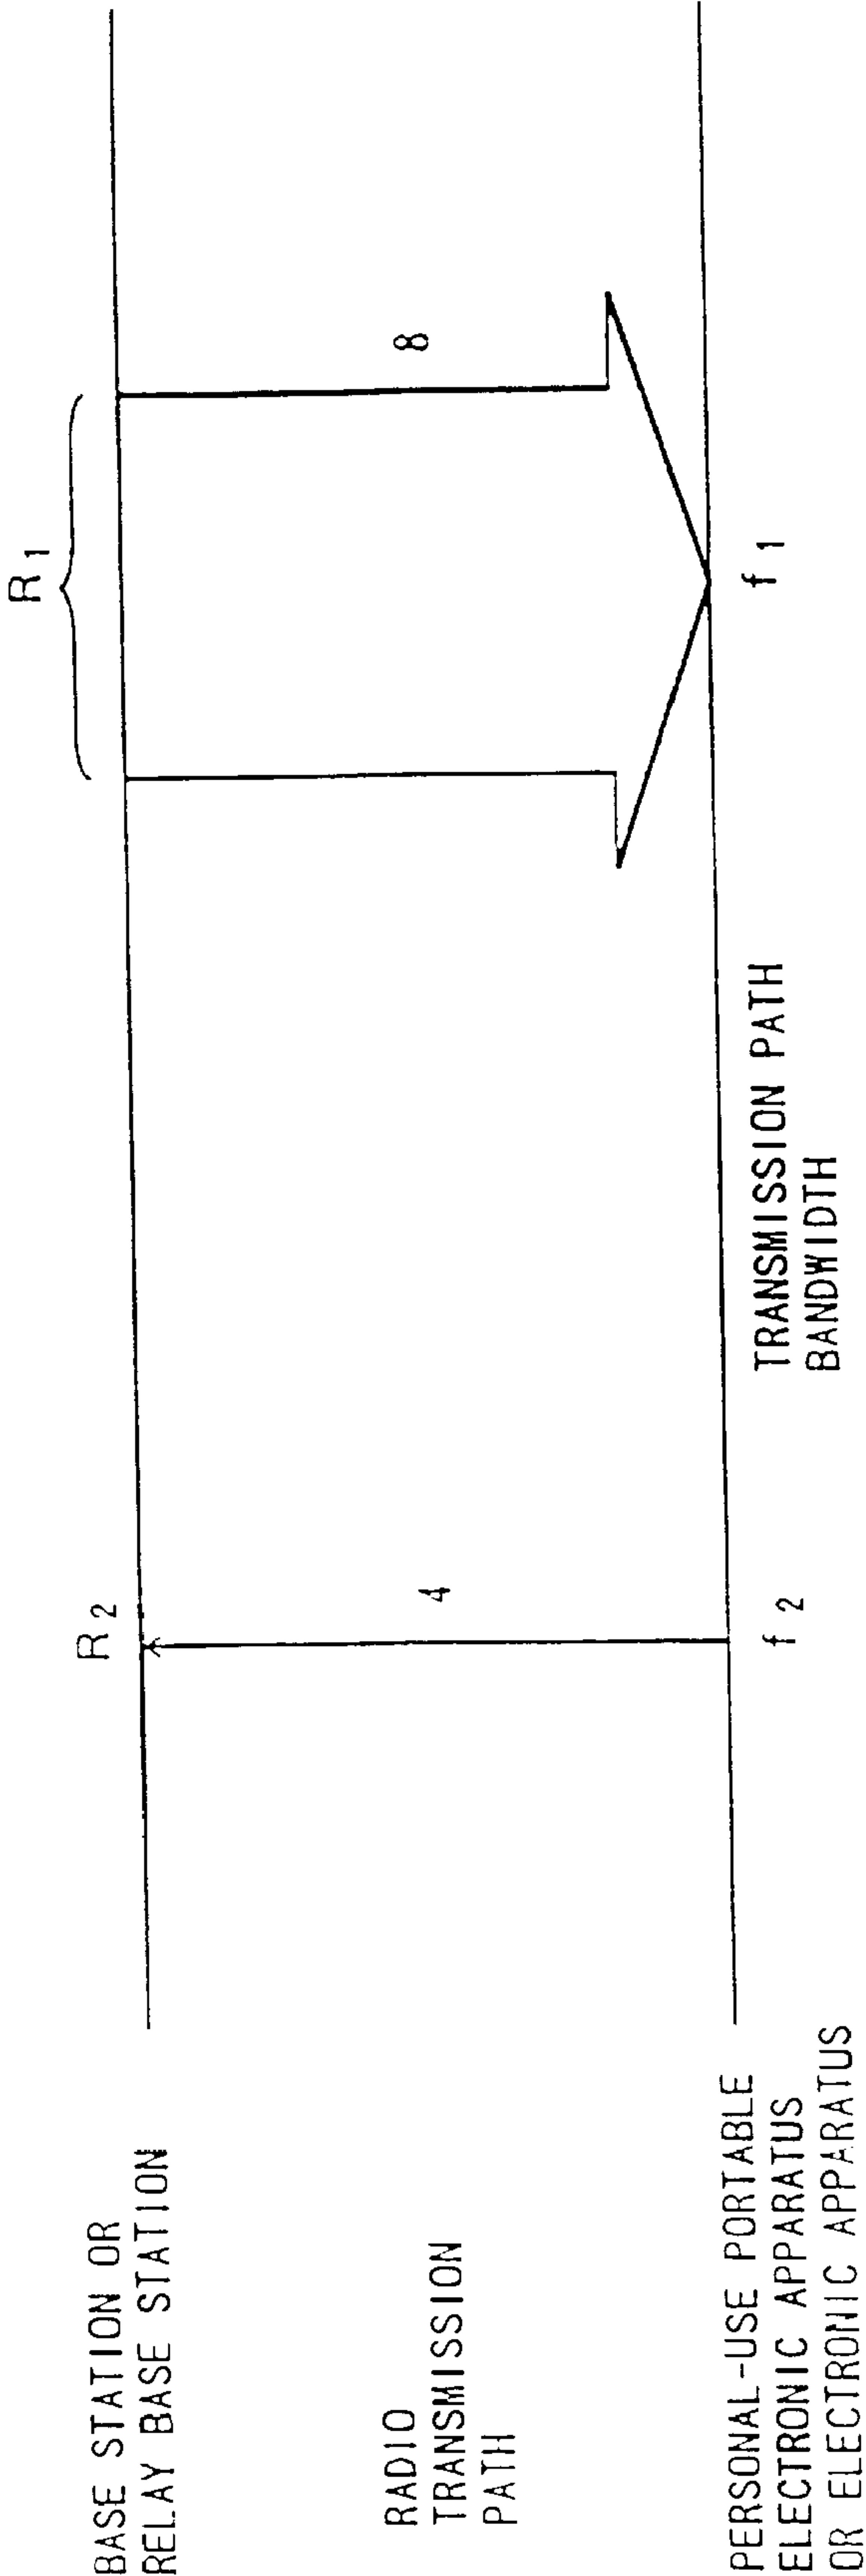 BASE STATION OR
RELAY BASE STATION
R2
R1
RADIO
TRANSMISSION
PATH
4
8
PERSONAL-USE PORTABLE
ELECTRONIC APPARATUS
OR ELECTRONIC APPARATUS
f2
TRANSMISSION PATH
BANDWIDTH
f1